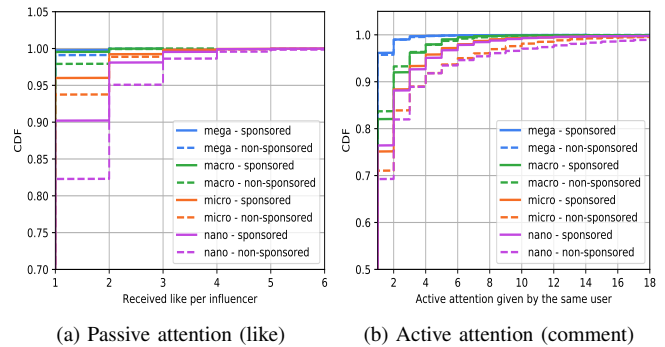 1.00
0.95
0.90
0.85
0.80
0.75
0.70
CDF
mega - sponsored
mega - non-sponsored
macro - sponsored
macro - non-sponsored
micro - sponsored
micro - non-sponsored
nano - sponsored
nano - non-sponsored
1 2 3 4 5 6
Received like per influencer
(a) Passive attention (like)
1.0
0.9
0.8
0.7
0.6
0.5
CDF
mega - sponsored
mega - non-sponsored
macro - sponsored
macro - non-sponsored
micro - sponsored
micro - non-sponsored
nano - sponsored
nano - non-sponsored
2 4 6 8 10 12 14 16 18
Active attention given by the same user
(b) Active attention (comment)